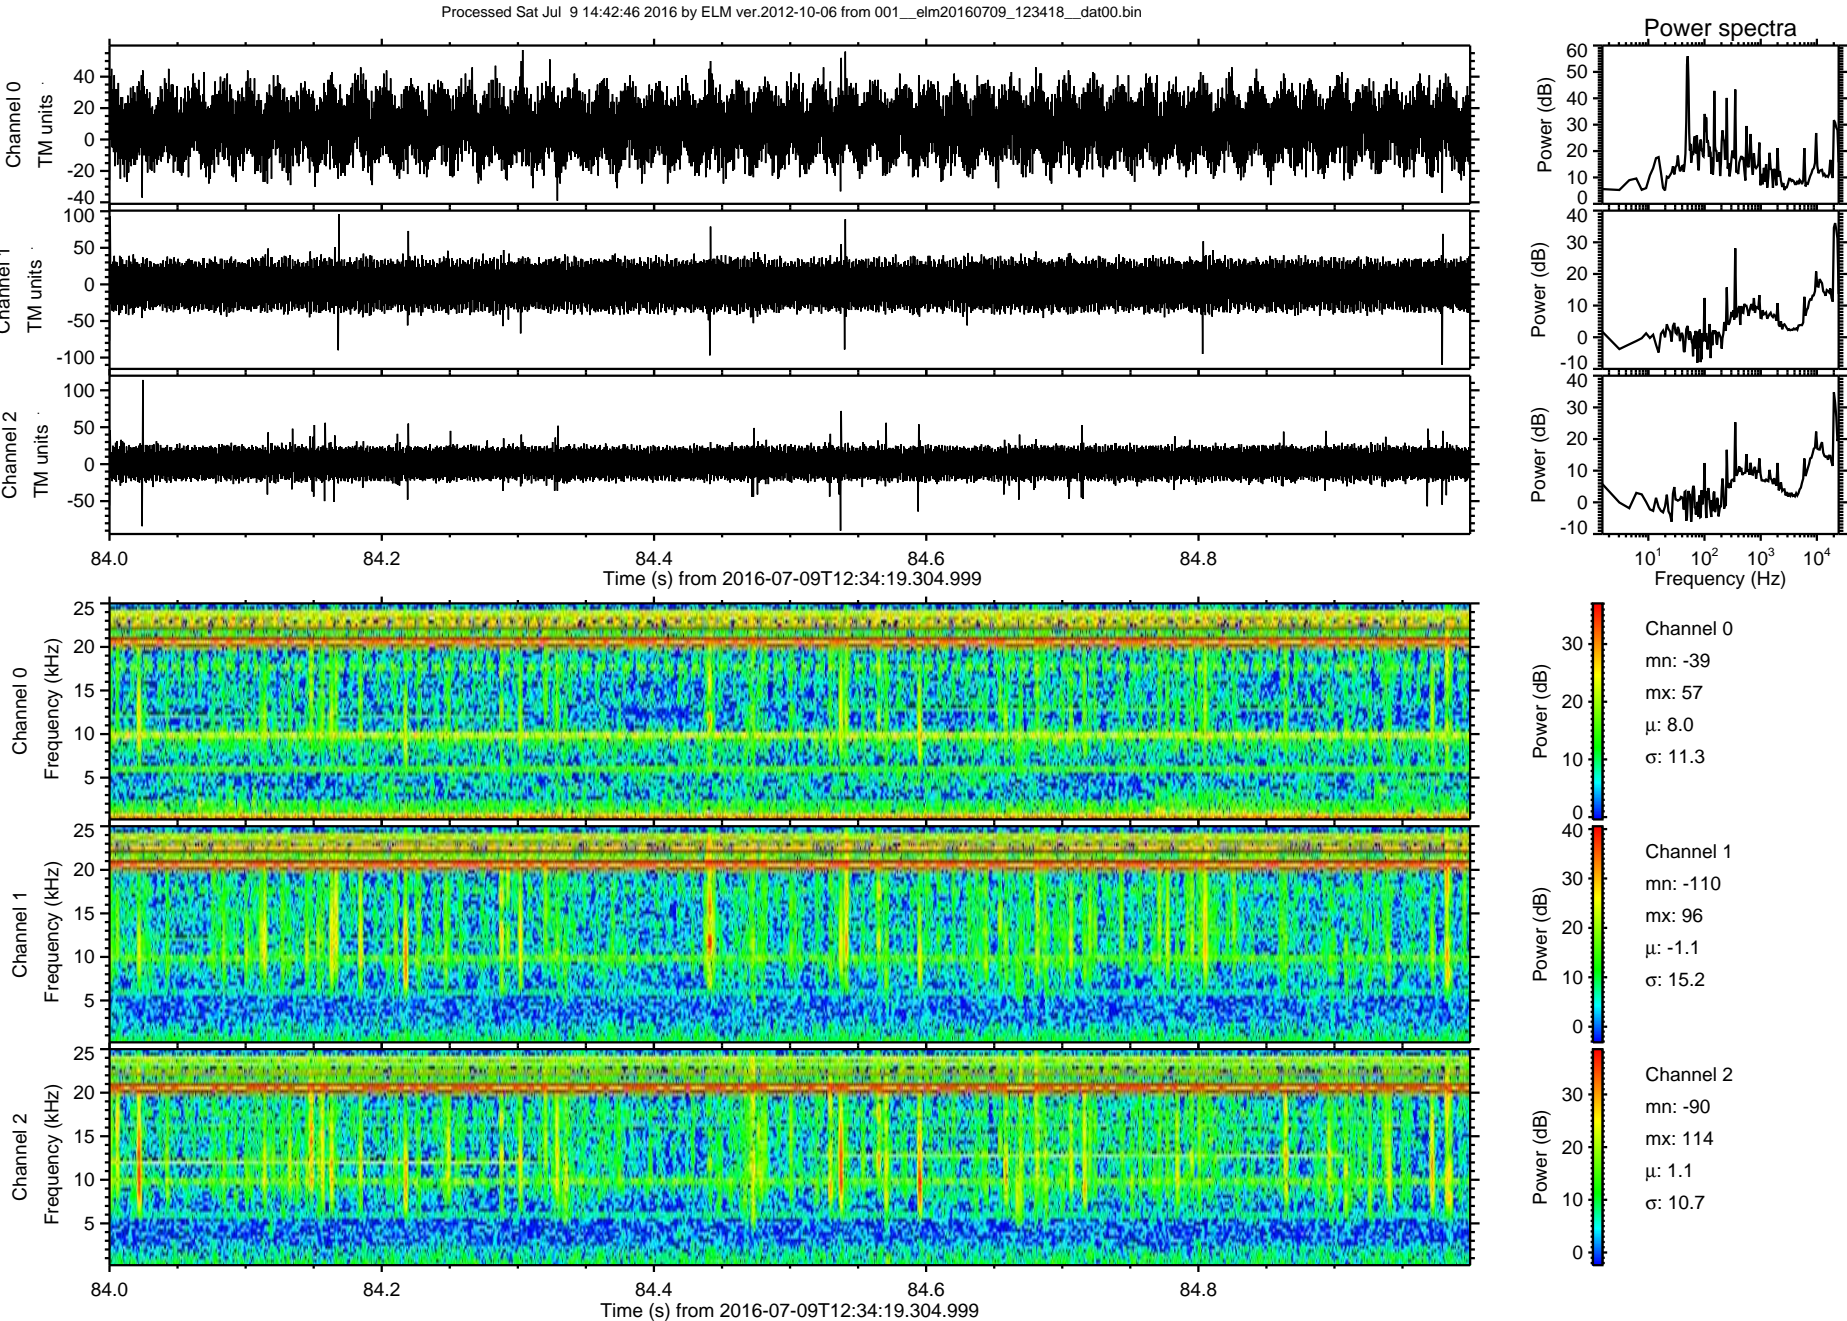 Processed Sat Jul  9 14:42:46 2016 by ELM ver.2012-10-06 from 001__elm20160709_123418__dat00.bin
Power spectra
Channel 0
TM units
40
20
0
-20
-40
Power (dB)
60
50
40
30
20
10
0
Channel 1
TM units
100
50
0
-50
-100
Power (dB)
40
30
20
10
0
-10
Channel 2
TM units
100
50
0
-50
Power (dB)
40
30
20
10
0
-10
84.0 84.2 84.4 84.6 84.8
Time (s) from 2016-07-09T12:34:19.304.999
10¹ 10² 10³ 10⁴
Frequency (Hz)
Channel 0
Frequency (kHz)
25
20
15
10
5
Power (dB)
30
20
10
0
Channel 0
mn: -39
mx: 57
μ: 8.0
σ: 11.3
Channel 1
Frequency (kHz)
25
20
15
10
5
Power (dB)
40
30
20
10
0
Channel 1
mn: -110
mx: 96
μ: -1.1
σ: 15.2
Channel 2
Frequency (kHz)
25
20
15
10
5
Power (dB)
30
20
10
0
Channel 2
mn: -90
mx: 114
μ: 1.1
σ: 10.7
84.0 84.2 84.4 84.6 84.8
Time (s) from 2016-07-09T12:34:19.304.999